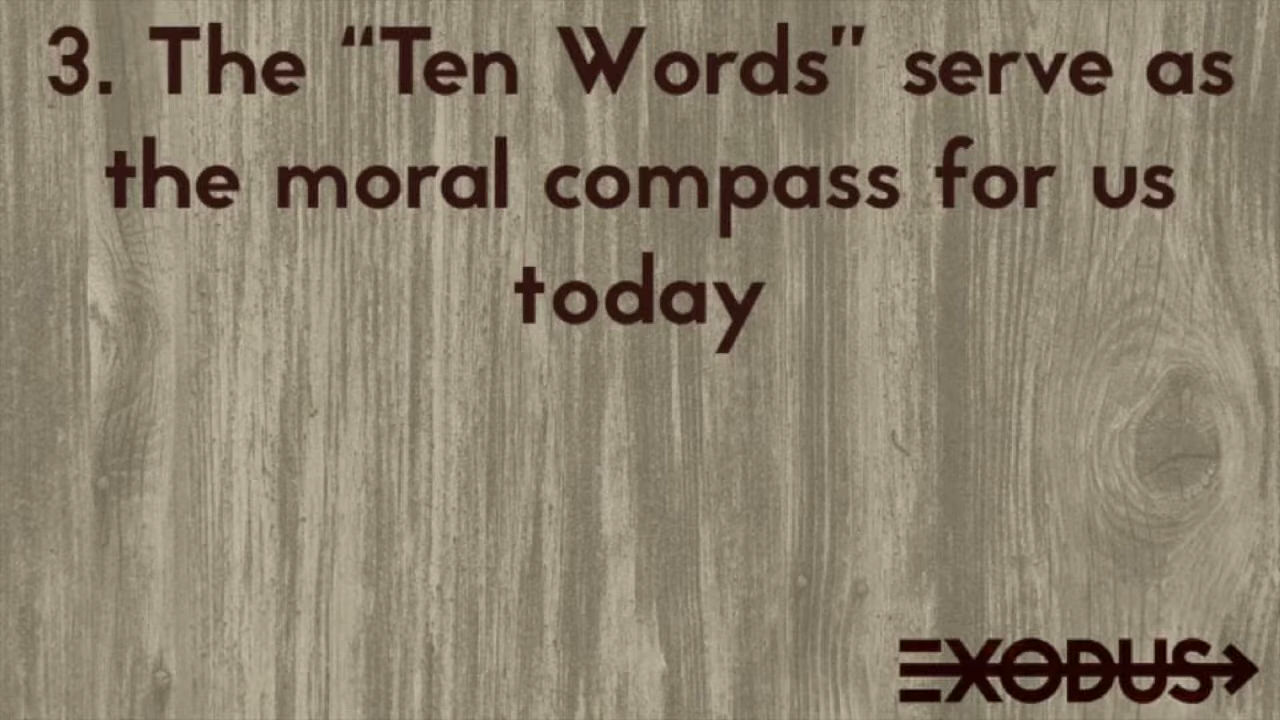 3. The “Ten Words” serve as
the moral compass for us
today
EXODUS